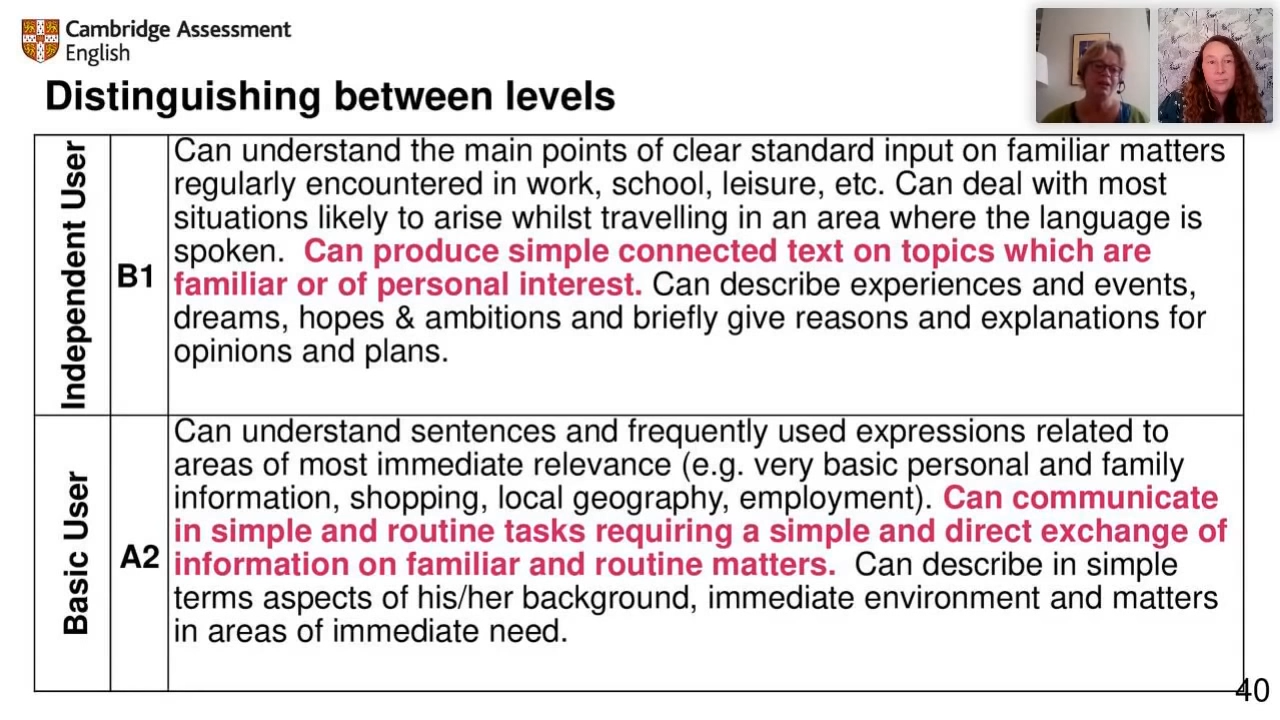 Cambridge Assessment
English
Distinguishing between levels
Independent User
B1
Can understand the main points of clear standard input on familiar matters
regularly encountered in work, school, leisure, etc. Can deal with most
situations likely to arise whilst travelling in an area where the language is
spoken. Can produce simple connected text on topics which are
familiar or of personal interest. Can describe experiences and events,
dreams, hopes & ambitions and briefly give reasons and explanations for
opinions and plans.
Basic User
A2
Can understand sentences and frequently used expressions related to
areas of most immediate relevance (e.g. very basic personal and family
information, shopping, local geography, employment). Can communicate
in simple and routine tasks requiring a simple and direct exchange of
information on familiar and routine matters. Can describe in simple
terms aspects of his/her background, immediate environment and matters
in areas of immediate need.
40